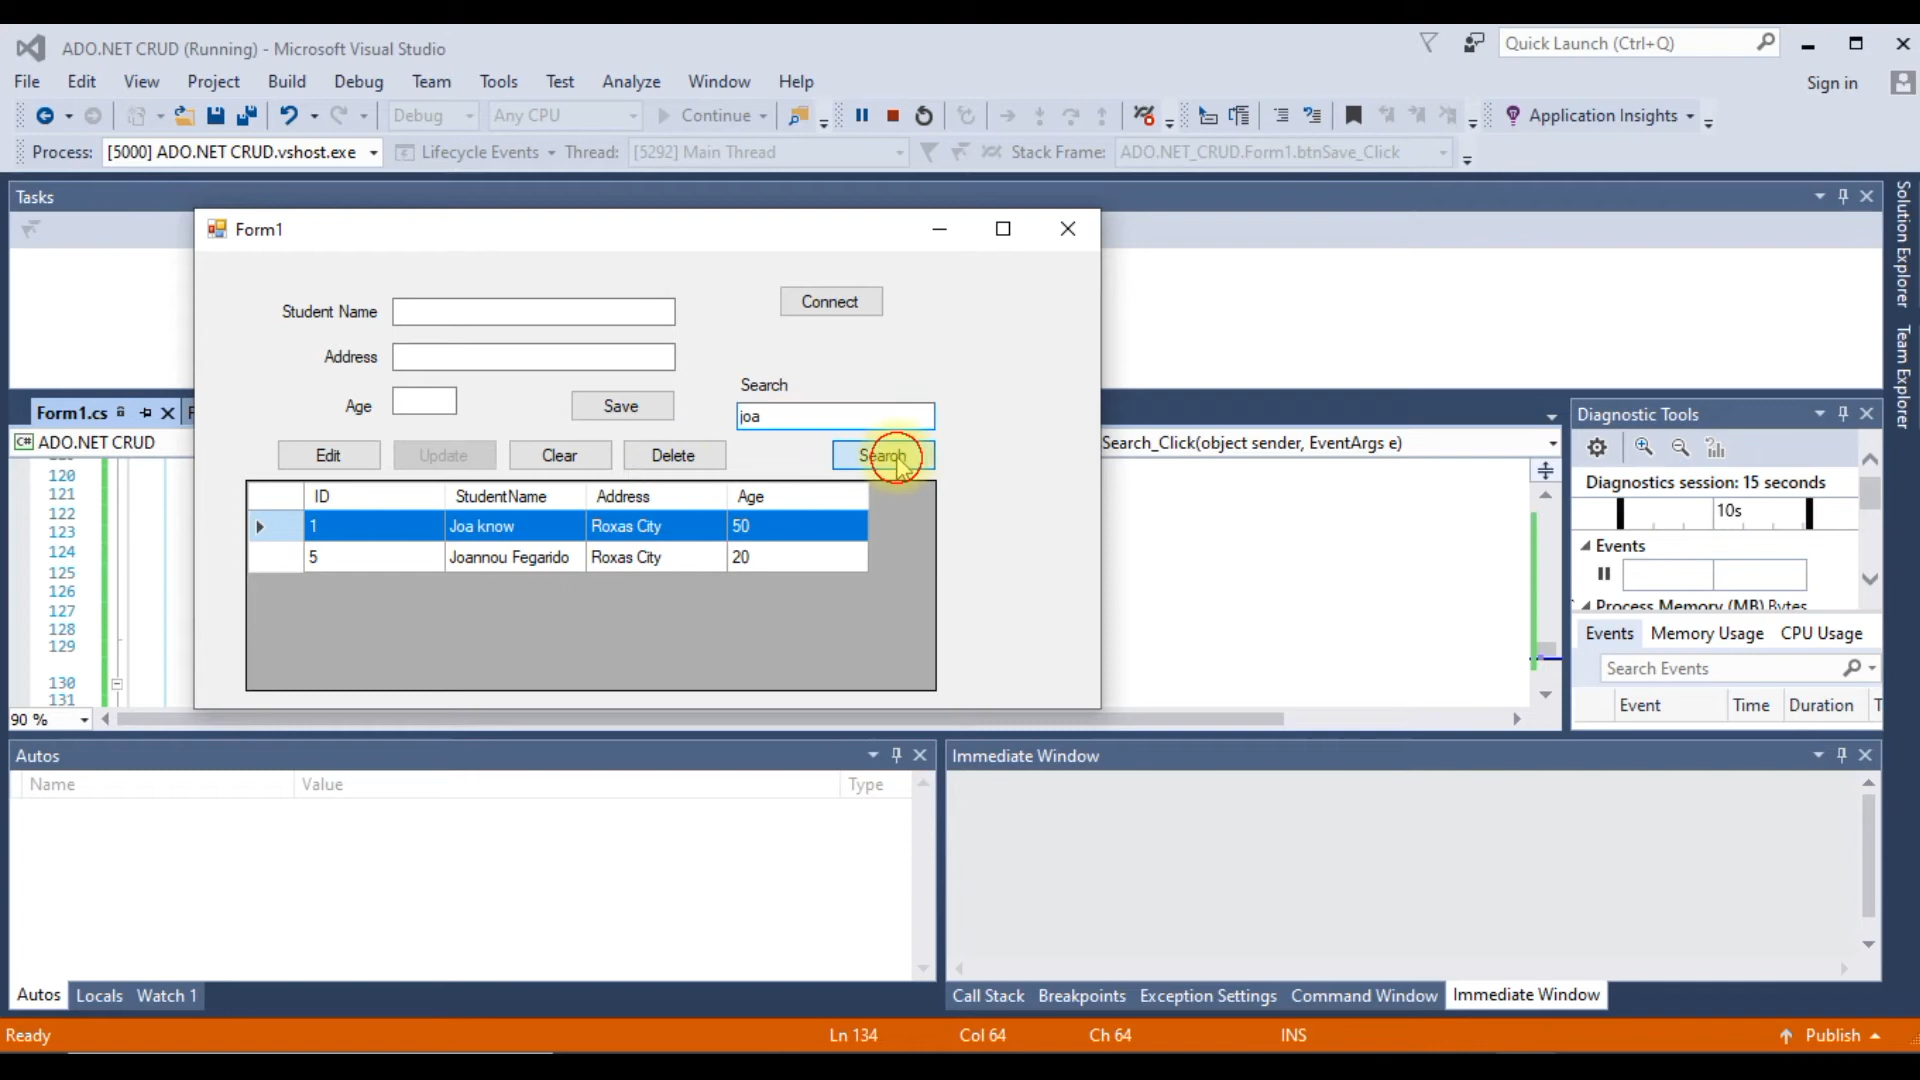 ADO.NET CRUD (Running) - Microsoft Visual Studio
Quick Launch (Ctrl+Q)
File Edit View Project Build Debug Team Tools Test Analyze Window Help
Sign in
Debug Any CPU Continue Application Insights
Process: [5000] ADO.NET CRUD.vshost.exe Lifecycle Events Thread: [5292] Main Thread Stack Frame: ADO.NET_CRUD.Form1.btnSave_Click
Tasks
Solution Explorer
Team Explorer
Form1
Student Name
Connect
Address
Search
Age
Save
joa
Edit Update Clear Delete Search
ID StudentName Address Age
1 Joa know Roxas City 50
5 Joannou Fegarido Roxas City 20
Form1.cs
C# ADO.NET CRUD
Search_Click(object sender, EventArgs e)
120
121
122
123
124
125
126
127
128
129
130
131
90 %
Diagnostic Tools
Diagnostics session: 15 seconds
10s
Events
Process Memory (MB) Bytes
Events Memory Usage CPU Usage
Search Events
Event Time Duration T
Autos
Name Value Type
Autos Locals Watch 1
Immediate Window
Call Stack Breakpoints Exception Settings Command Window Immediate Window
Ready Ln 134 Col 64 Ch 64 INS Publish